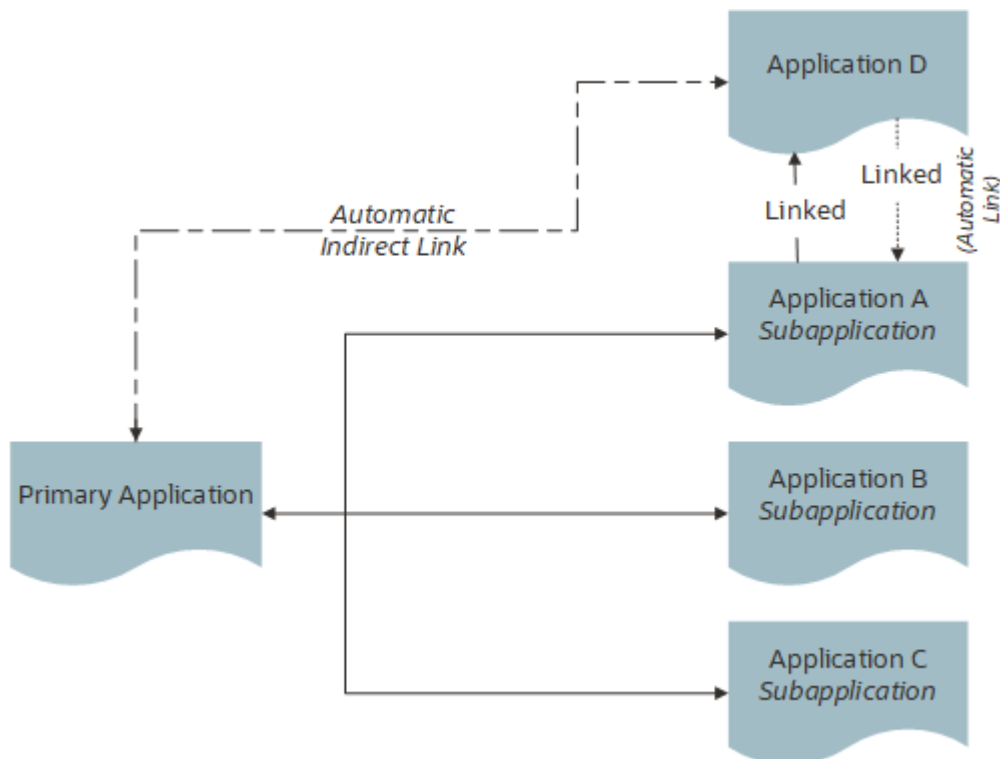 Application D
Linked
(Automatic
Link)
Linked
Automatic
Indirect Link
Application A
Subapplication
Primary Application
Application B
Subapplication
Application C
Subapplication